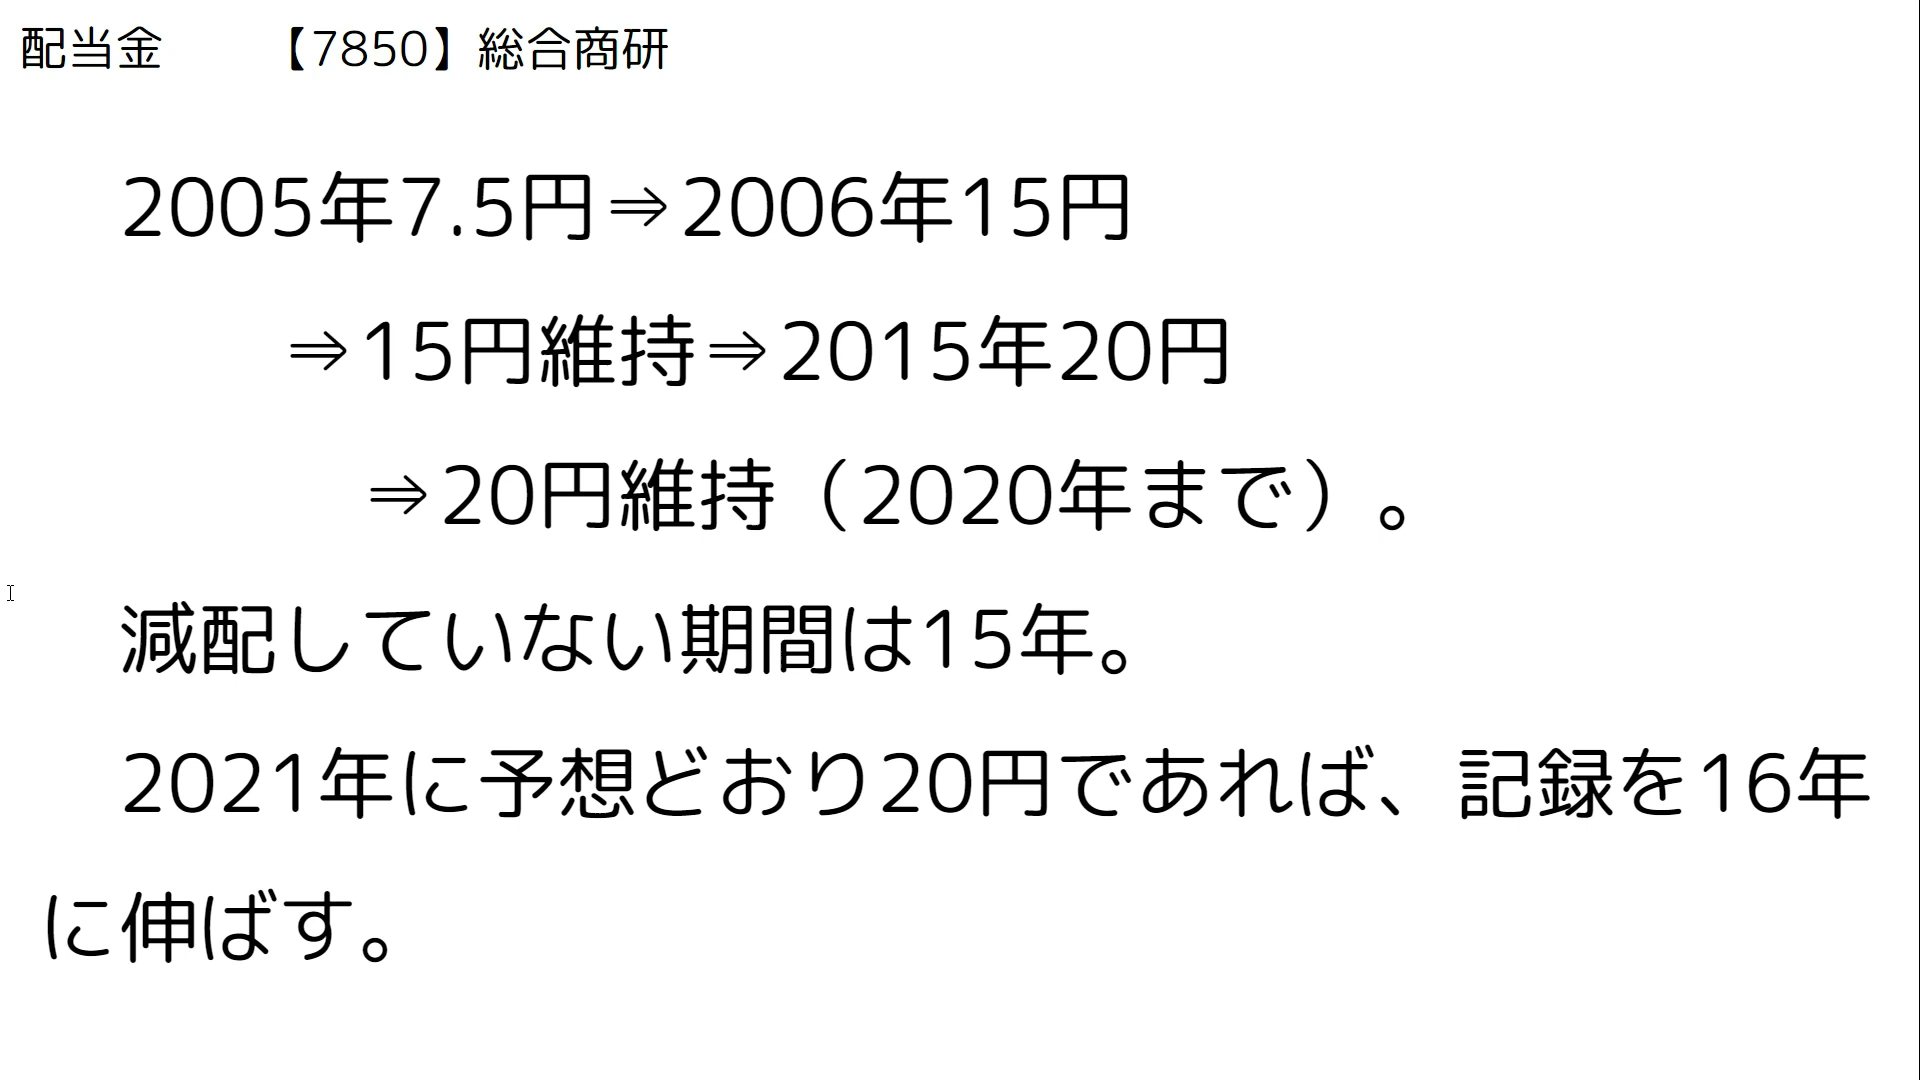 配当金　　【7850】総合商研
2005年7.5円⇒2006年15円
⇒15円維持⇒2015年20円
⇒20円維持（2020年まで）。
減配していない期間は15年。
2021年に予想どおり20円であれば、記録を16年
に伸ばす。